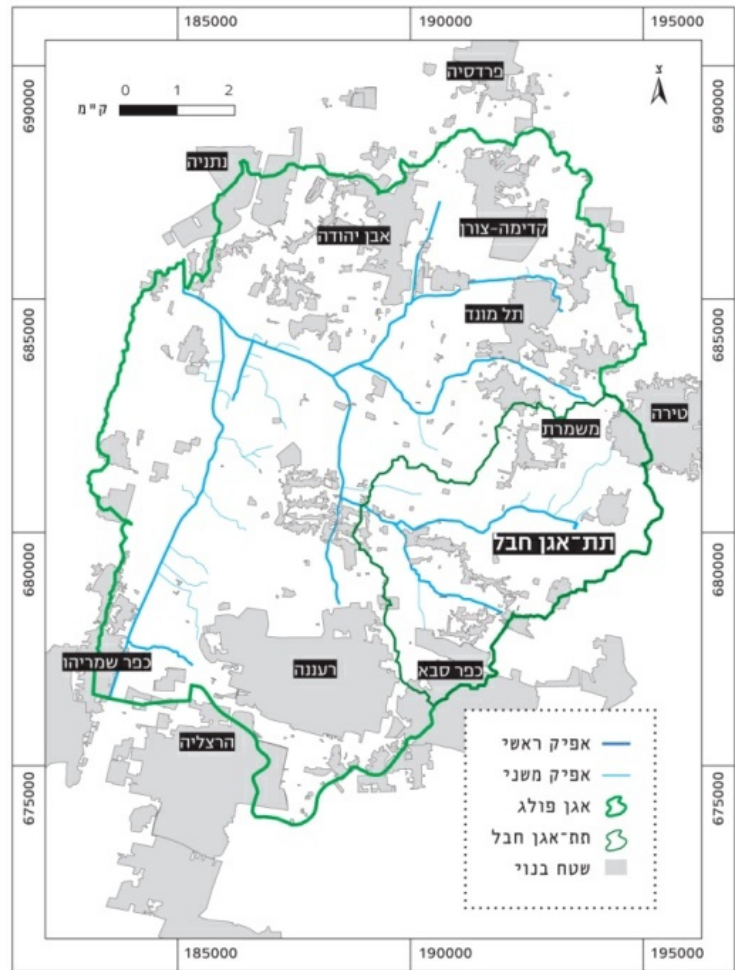 185000 190000 195000
פרדסיה
690000 690000
צ
0 1 2
ק"מ
נתניה
אבן יהודה
קדימה-צורן
685000 685000
תל מונד
משמרת
טירה
תת-אגן חבל
680000 680000
כפר שמריהו
רעננה
כפר סבא
הרצליה
675000 675000
אפיק ראשי
אפיק משני
אגן פולג
תת-אגן חבל
שטח בנוי
185000 190000 195000